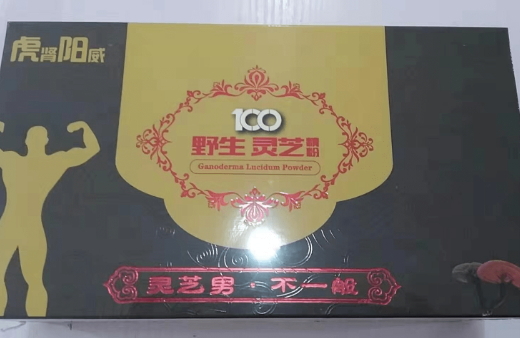 虎肾阳威
100
野生灵芝精粉
Ganoderma Lucidum Powder
灵芝男·不一般